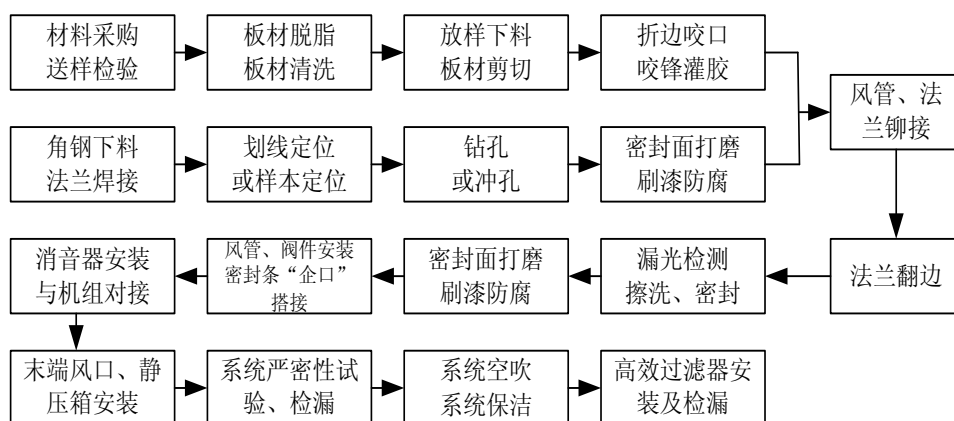 材料采购
送样检验
板材脱脂
板材清洗
放样下料
板材剪切
折边咬口
咬锋灌胶
风管、法
兰铆接
角钢下料
法兰焊接
划线定位
或样本定位
钻孔
或冲孔
密封面打磨
刷漆防腐
消音器安装
与机组对接
风管、阀件安装
密封条“企口”
搭接
密封面打磨
刷漆防腐
漏光检测
擦洗、密封
法兰翻边
末端风口、静
压箱安装
系统严密性试
验、检漏
系统空吹
系统保洁
高效过滤器安
装及检漏